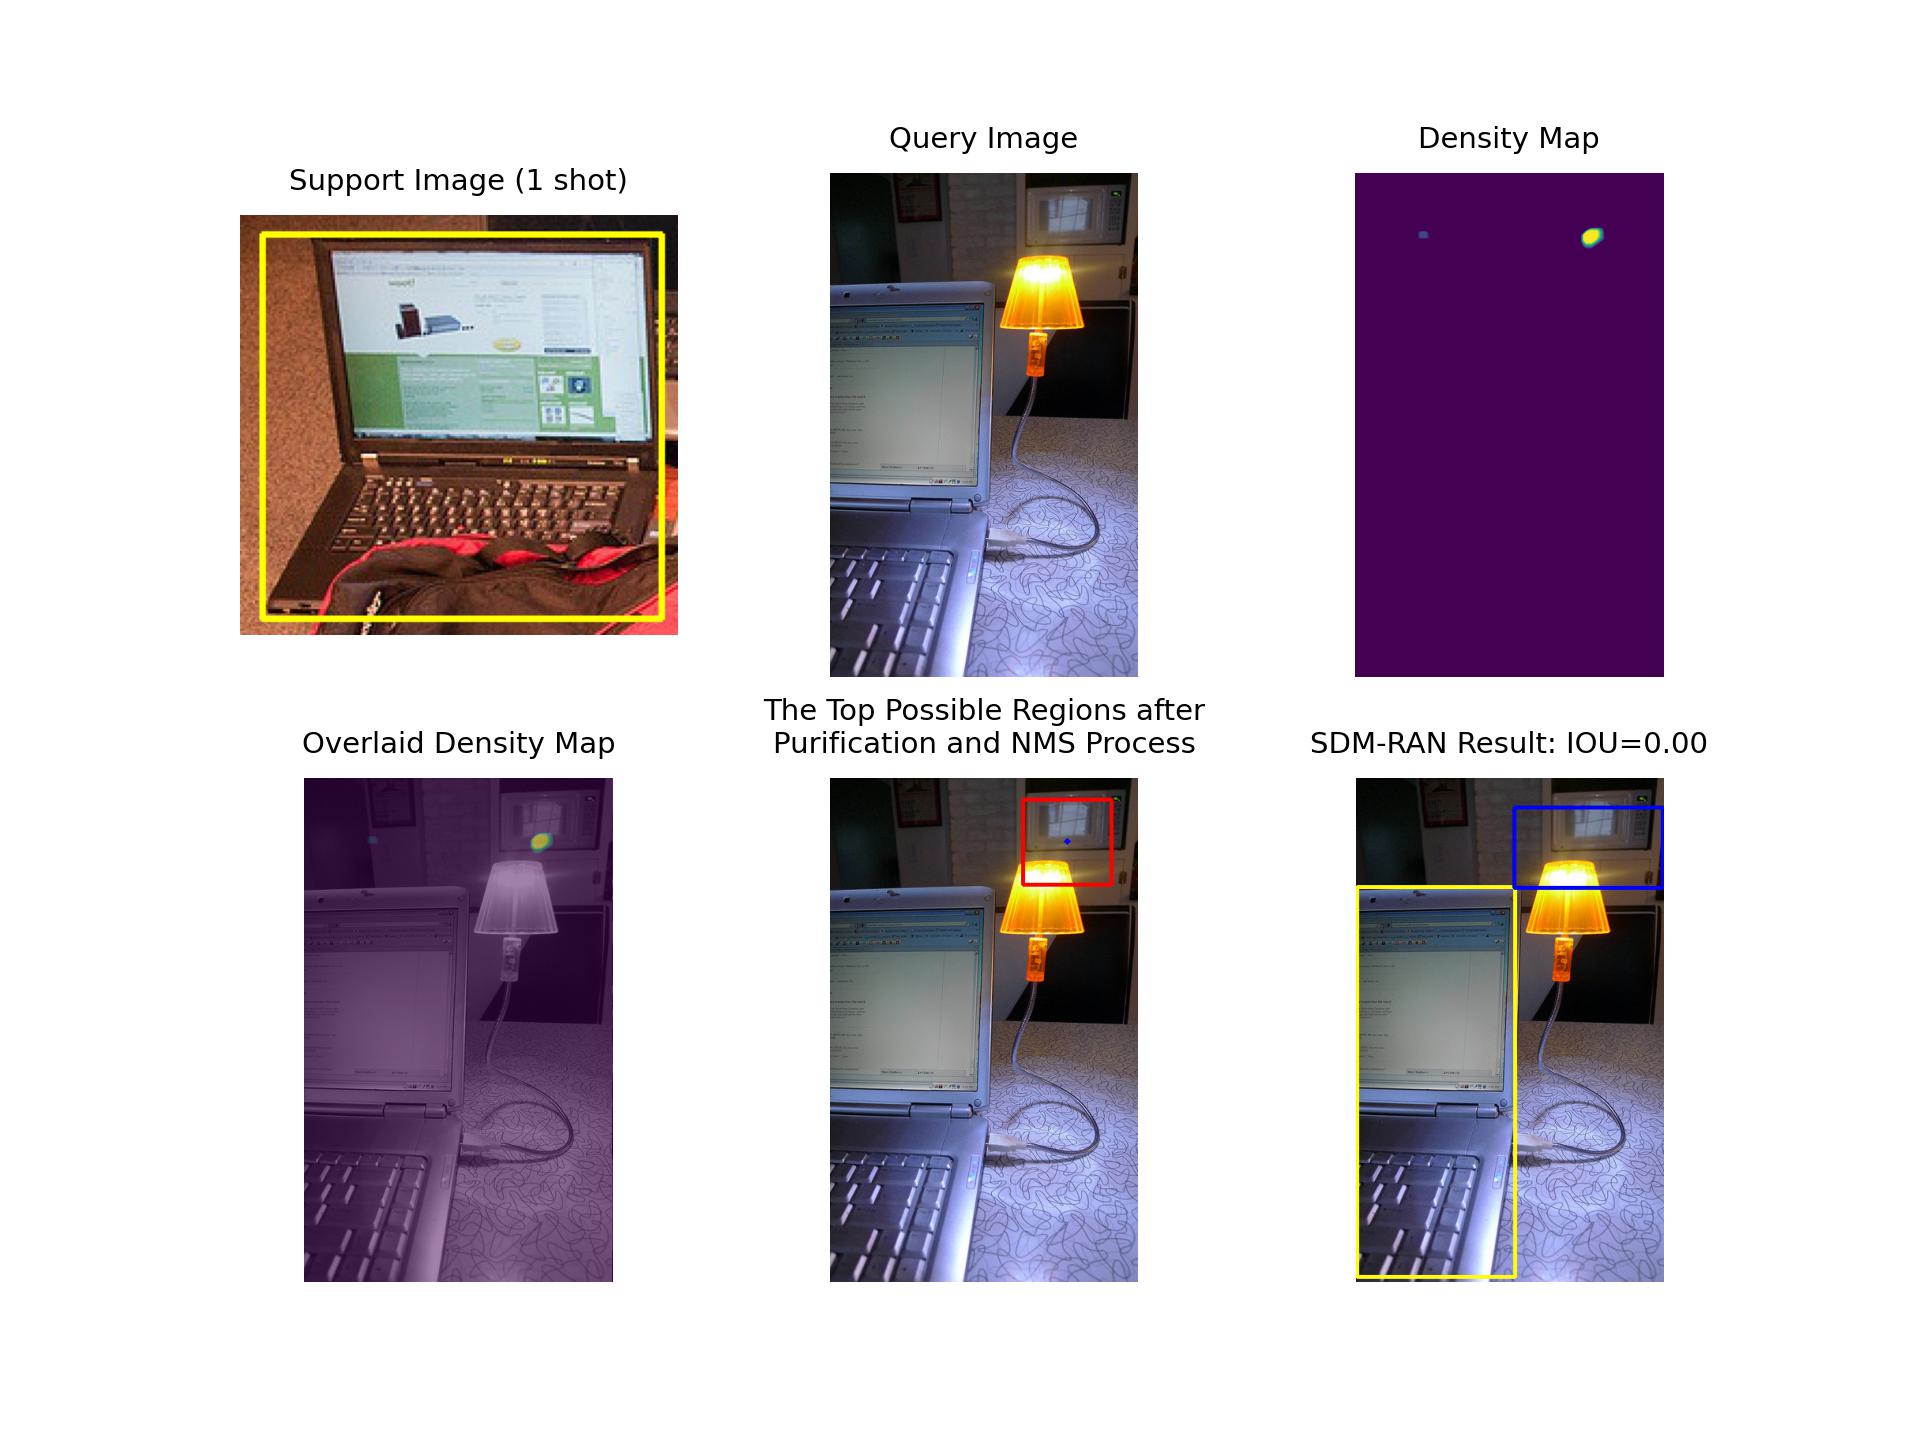 Support Image (1 shot)
Query Image
Density Map
Overlaid Density Map
The Top Possible Regions after
Purification and NMS Process
SDM-RAN Result: IOU=0.00
woot!